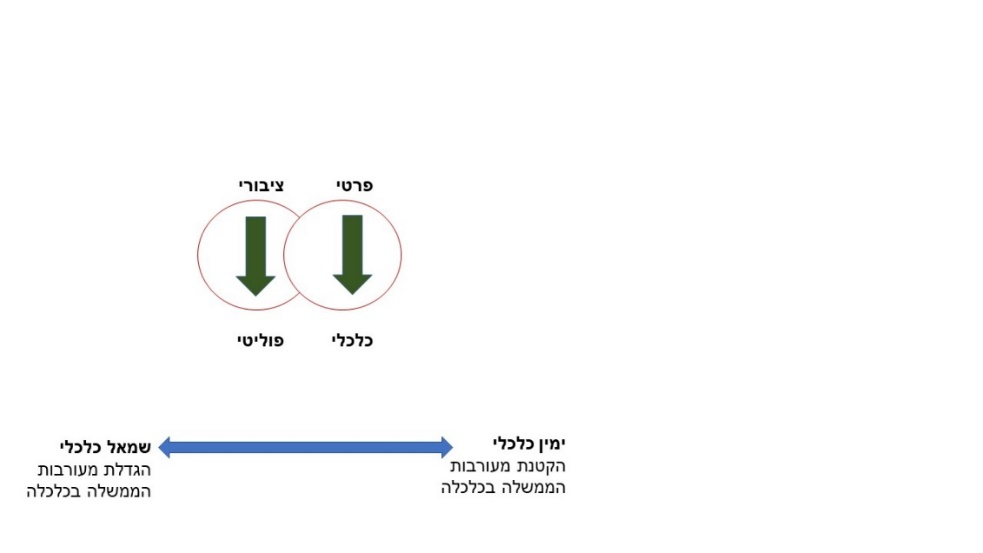 פרטי
ציבורי
כלכלי
פוליטי
ימין כלכלי
הקטנת מעורבות
הממשלה בכלכלה
שמאל כלכלי
הגדלת מעורבות
הממשלה בכלכלה